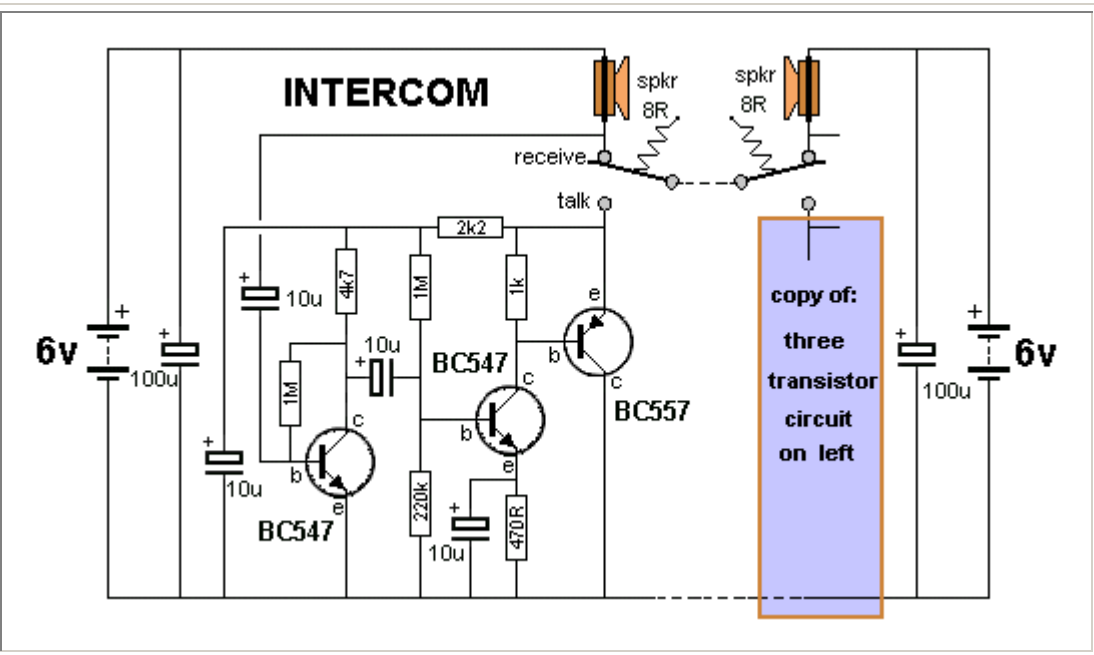 INTERCOM
spkr
8R
spkr
8R
receive
talk
2k2
+
10u
4k7
1M
1k
e
b
c
BC557
10u
+
BC547
c
b
e
1M
c
b
e
BC547
+
6v
+
100u
+
10u
220k
+
10u
470R
copy of:
three
transistor
circuit
on left
+
100u
+
6v